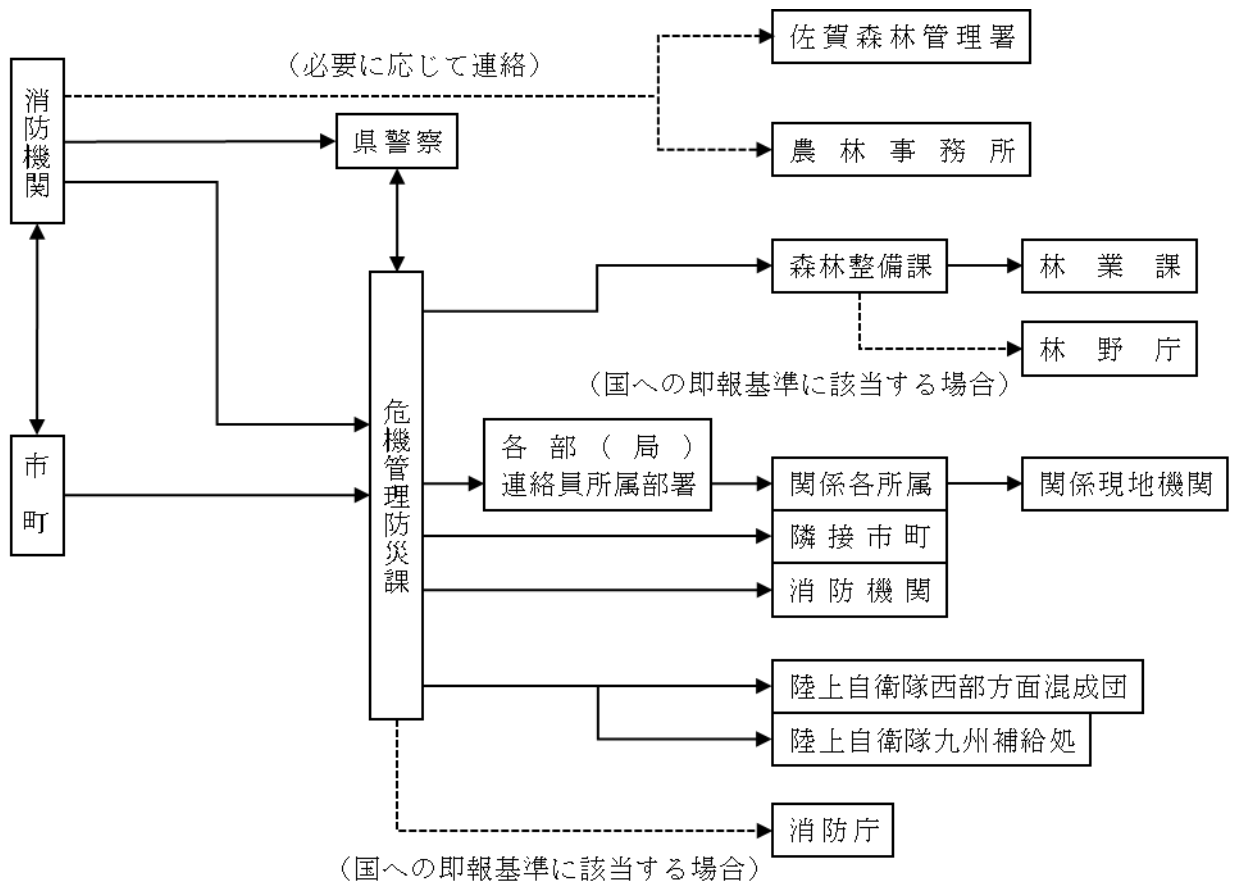 佐賀森林管理署
（必要に応じて連絡）
消防機関
県警察
農林事務所
森林整備課
林業課
林野庁
（国への即報基準に該当する場合）
危機管理防災課
市町
各部（局）
連絡員所属部署
関係各所属
関係現地機関
隣接市町
消防機関
陸上自衛隊西部方面混成団
陸上自衛隊九州補給処
消防庁
（国への即報基準に該当する場合）